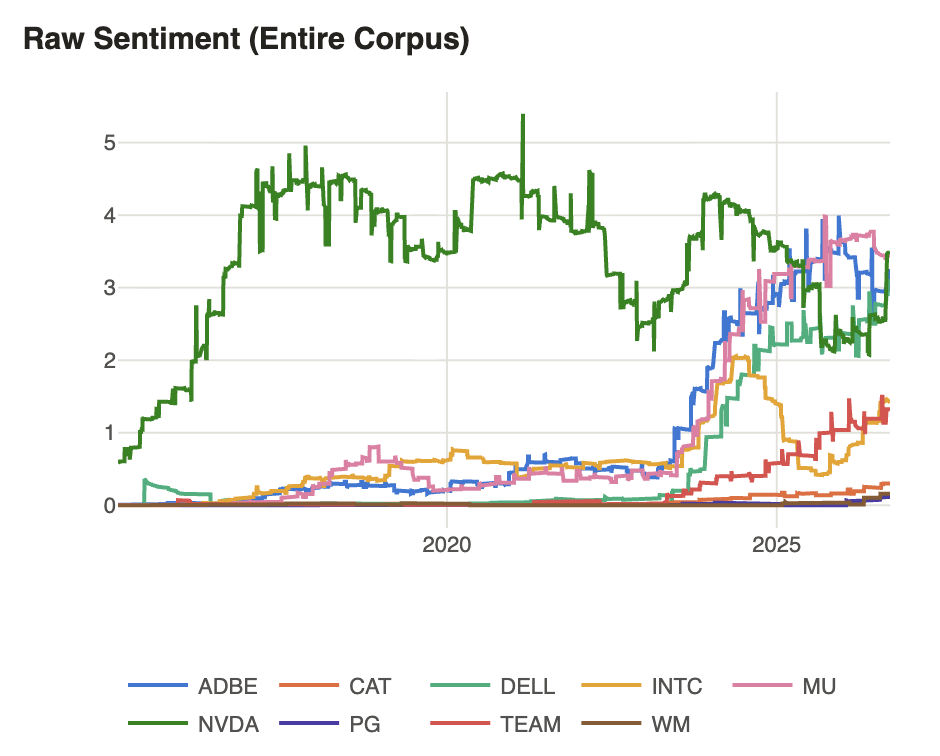 Raw Sentiment (Entire Corpus)
5
4
3
2
1
0
2020 2025
ADBE CAT DELL INTC MU
NVDA PG TEAM WM